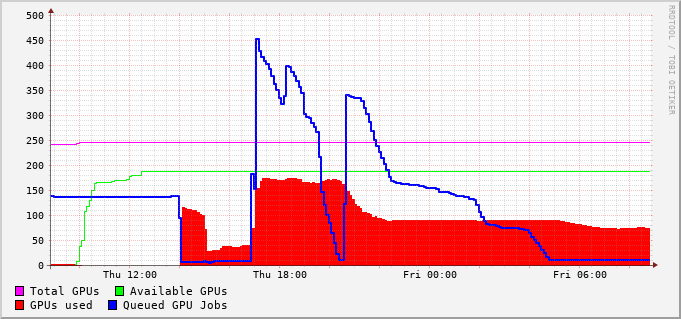 500
450
400
350
300
250
200
150
100
50
0
Thu 12:00 Thu 18:00 Fri 00:00 Fri 06:00
Total GPUs Available GPUs
GPUs used Queued GPU Jobs
RRDTOOL / TOBI OETIKER